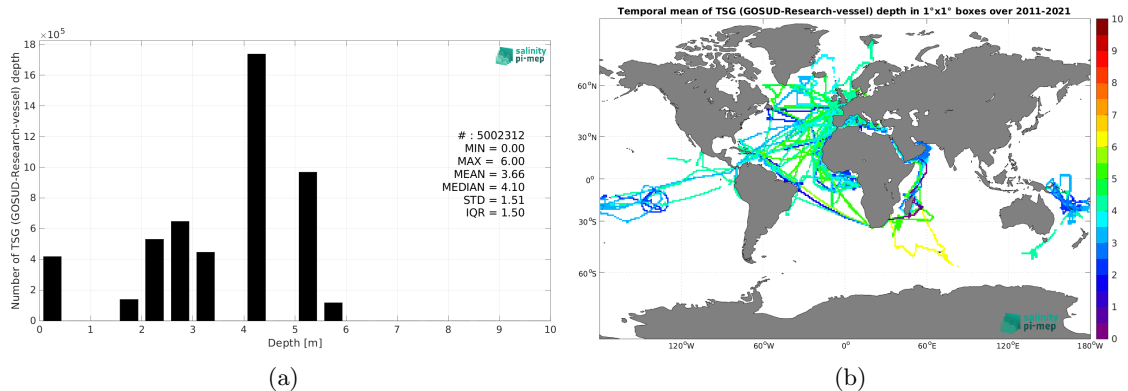 ×10⁵
18
16
14
12
10
8
6
4
2
0
Number of TSG (GOSUD-Research-vessel) depth
salinity
pi-mep
# : 5002312
MIN = 0.00
MAX = 6.00
MEAN = 3.66
MEDIAN = 4.10
STD = 1.51
IQR = 1.50
0 1 2 3 4 5 6 7 8 9 10
Depth [m]
(a)
Temporal mean of TSG (GOSUD-Research-vessel) depth in 1°x1° boxes over 2011-2021
60°N
30°N
0°
30°S
60°S
120°W 60°W 0° 60°E 120°E 180°W
salinity
pi-mep
10
9
8
7
6
5
4
3
2
1
0
(b)